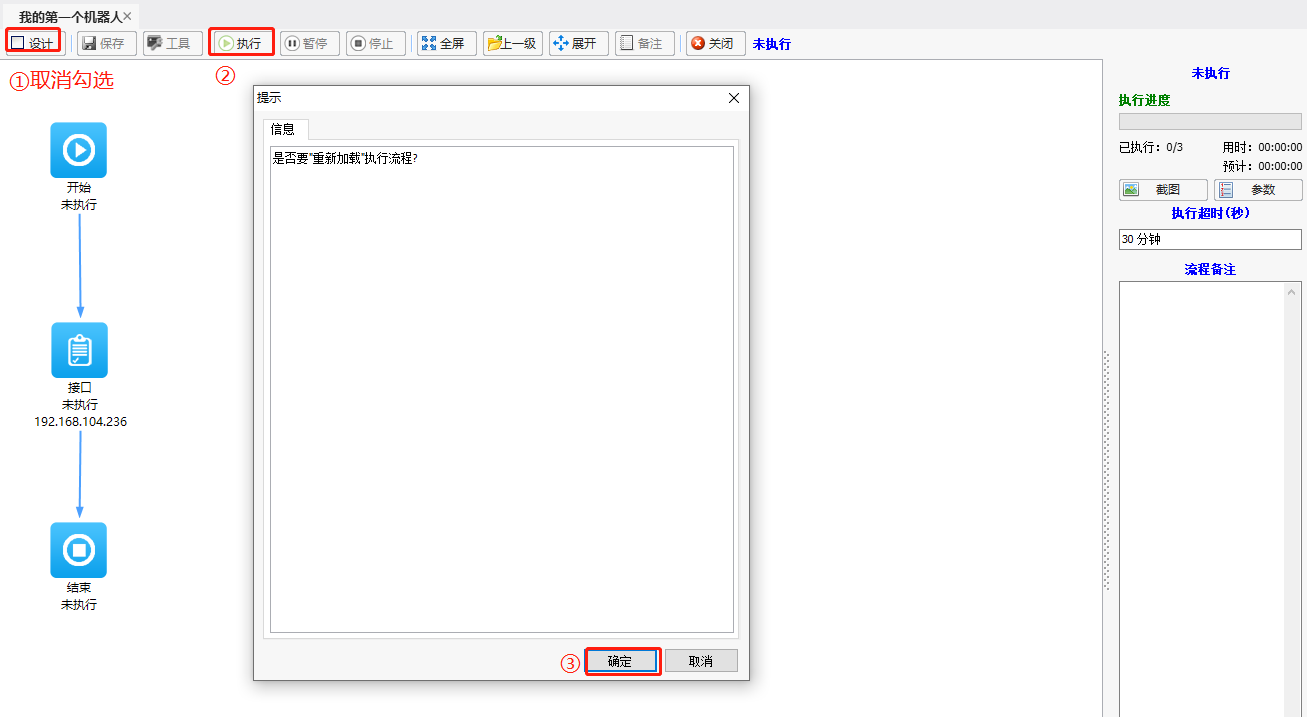 我的第一个机器人×
设计 保存 工具 执行 暂停 停止 全屏 上一级 展开 备注 关闭 未执行
①取消勾选
②
开始
未执行
接口
未执行
192.168.104.236
结束
未执行
提示
信息
是否要"重新加载"执行流程?
③
确定 取消
未执行
执行进度
已执行：0/3 用时：00:00:00
预计：00:00:00
截图 参数
执行超时(秒)
30 分钟
流程备注